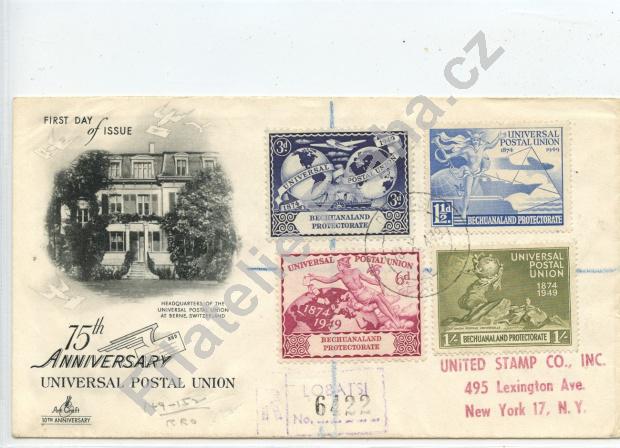 FIRST DAY
of ISSUE
HEADQUARTERS OF THE
UNIVERSAL POSTAL UNION
AT BERNE, SWITZERLAND
75th
ANNIVERSARY
UNIVERSAL POSTAL UNION
Art Craft
10TH ANNIVERSARY
3d
1949
UNIVERSAL POSTAL UNION
1874
3d
BECHUANALAND
PROTECTORATE
UNIVERSAL
POSTAL UNION
1874 1949
1½d.
BECHUANALAND PROTECTORATE
UNIVERSAL POSTAL UNION
6d.
1874
1949
BECHUANALAND
PROTECTORATE
UNIVERSAL
POSTAL
UNION
1874
1949
1/- BECHUANALAND PROTECTORATE 1/-
LOBATSI
6422
No.
UNITED STAMP CO., INC.
495 Lexington Ave.
New York 17, N. Y.